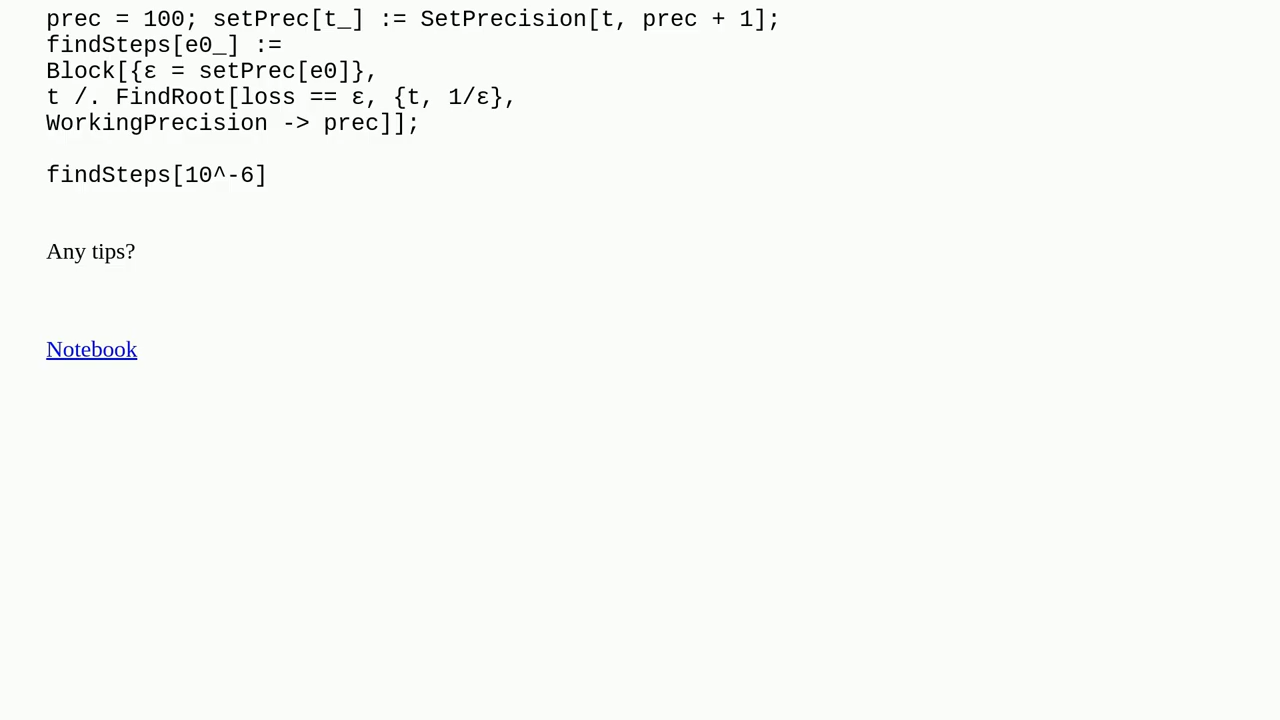 prec = 100; setPrec[t_] := SetPrecision[t, prec + 1];
findSteps[e0_] :=
Block[{ε = setPrec[e0]},
t /. FindRoot[loss == ε, {t, 1/ε},
WorkingPrecision -> prec]];
findSteps[10^-6]
Any tips?
Notebook